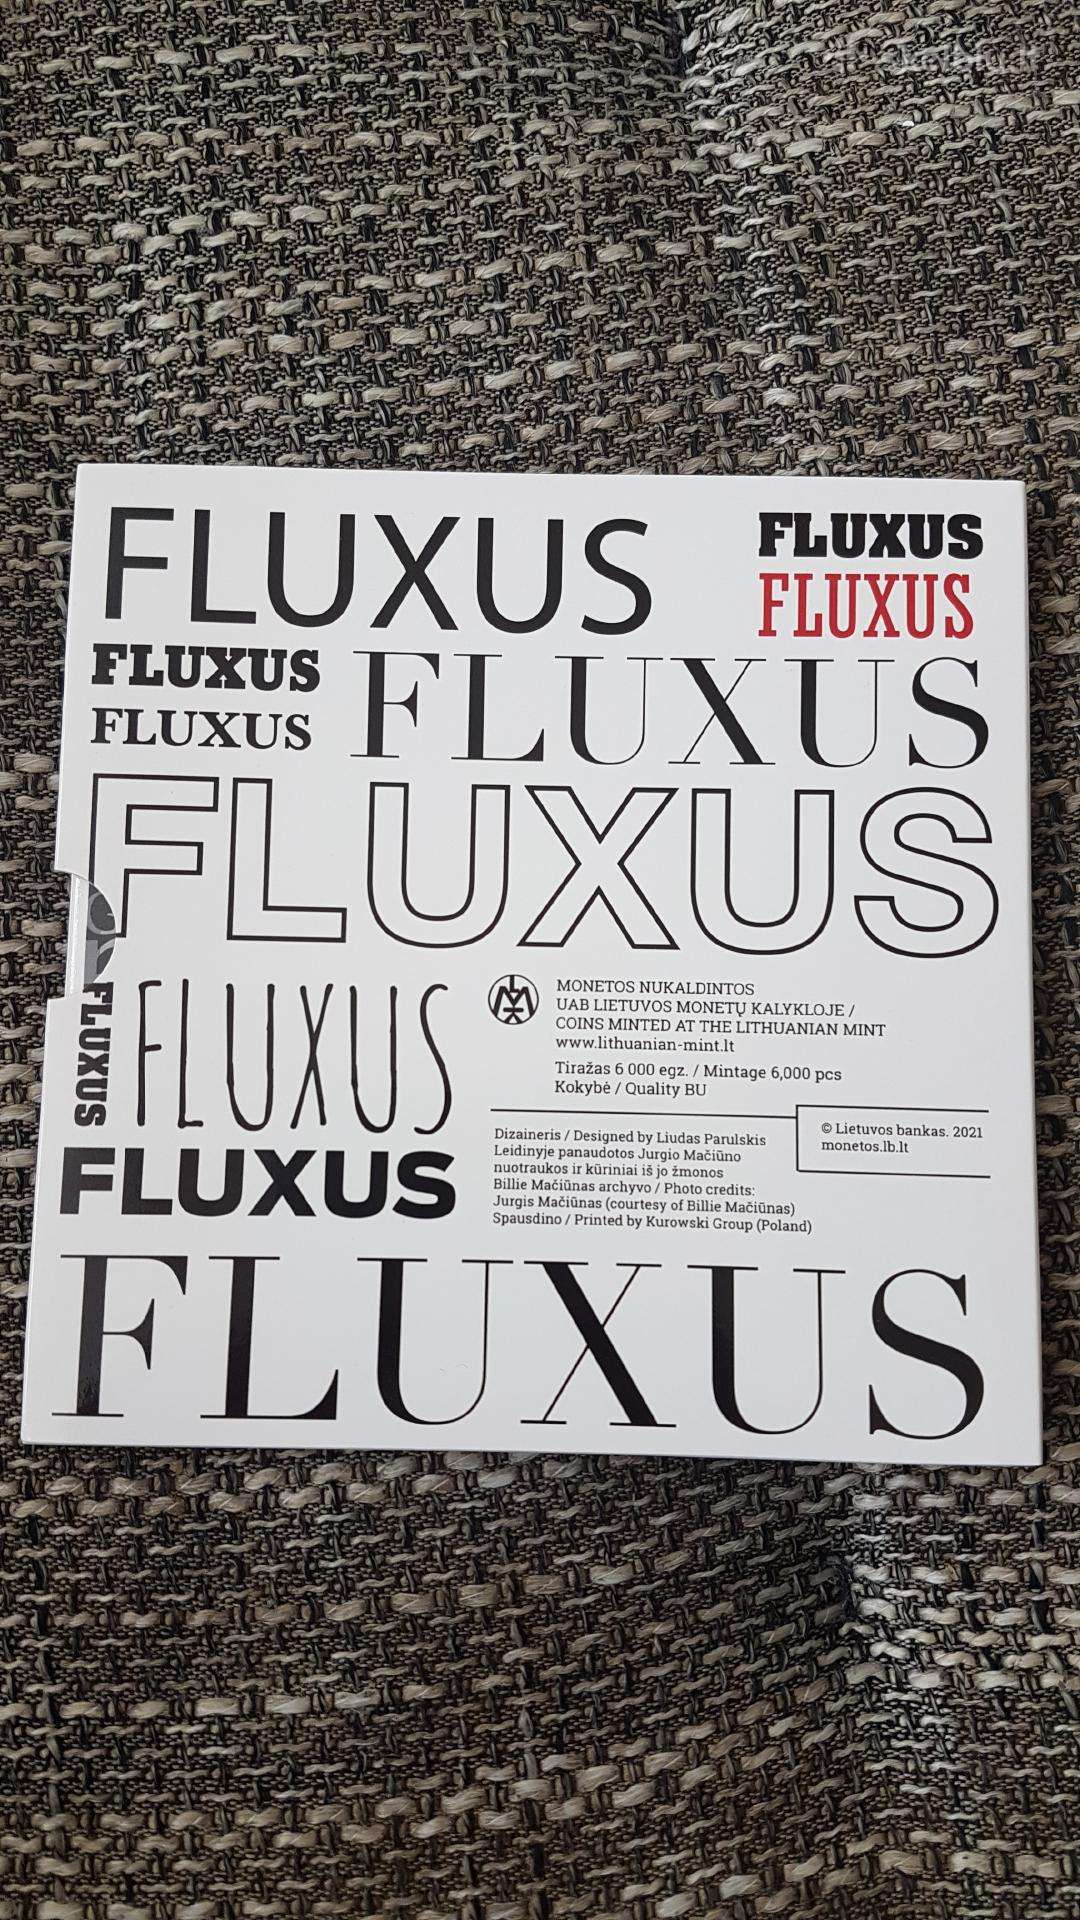 FLUXUS
FLUXUS
FLUXUS
FLUXUS
FLUXUS
FLUXUS
FLUXUS
FLUXUS
FLUXUS
MONETOS NUKALDINTOS
UAB LIETUVOS MONETŲ KALYKLOJE /
COINS MINTED AT THE LITHUANIAN MINT
www.lithuanian-mint.lt
Tiražas 6 000 egz. / Mintage 6,000 pcs
Kokybė / Quality BU
© Lietuvos bankas. 2021
monetos.lb.lt
Dizaineris / Designed by Liudas Parulskis
Leidinyje panaudotos Jurgio Mačiūno
nuotraukos ir kūriniai iš jo žmonos
Billie Mačiūnas archyvo / Photo credits:
Jurgis Mačiūnas (courtesy of Billie Mačiūnas)
Spausdino / Printed by Kurowski Group (Poland)
FLUXUS
FLUXUS